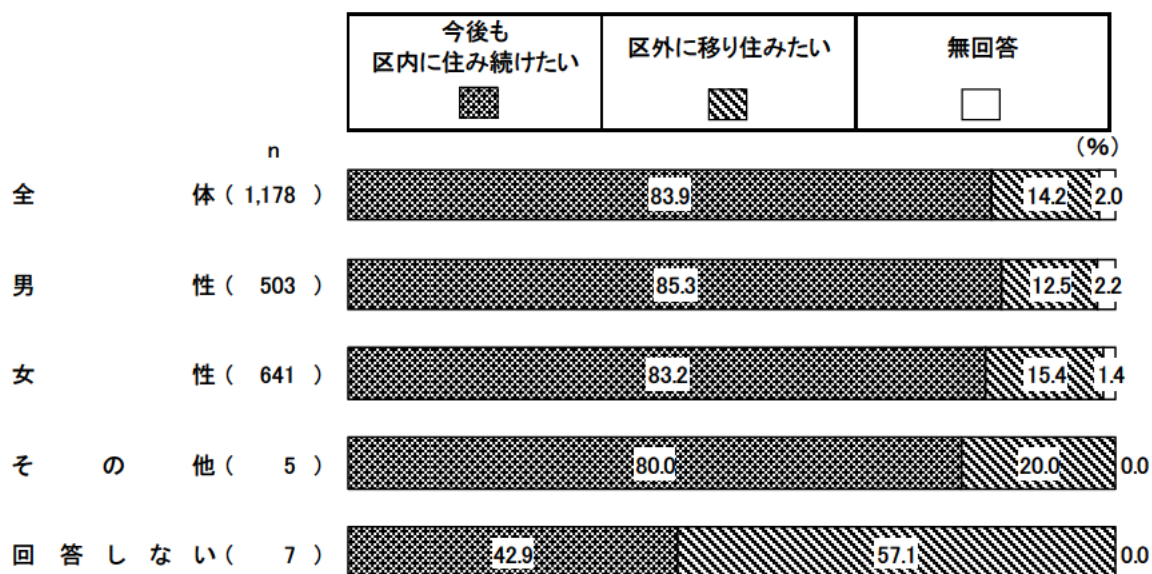 今後も
区内に住み続けたい
区外に移り住みたい
無回答
(%)
n
全体( 1,178 ) 83.9 14.2 2.0
男性( 503 ) 85.3 12.5 2.2
女性( 641 ) 83.2 15.4 1.4
その他( 5 ) 80.0 20.0 0.0
回答しない( 7 ) 42.9 57.1 0.0